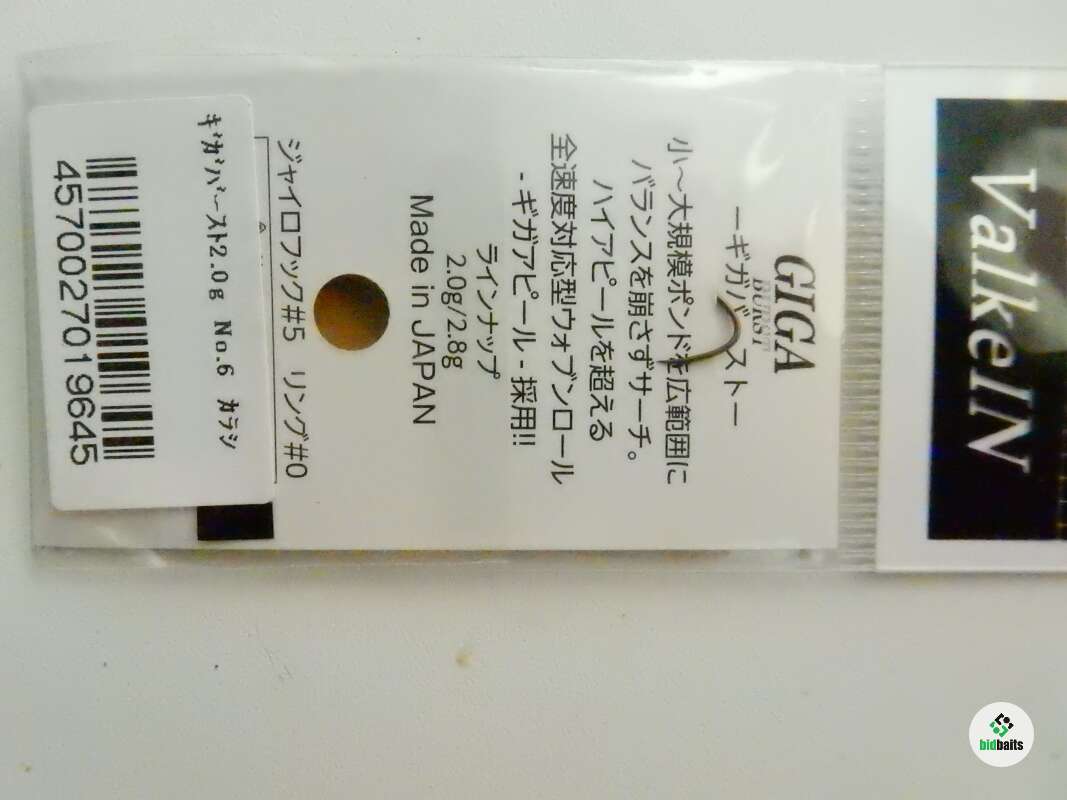 ValkeIN
GIGA
BURST
ーギガバーストー
小～大規模ポンドを広範囲に
バランスを崩さずサーチ。
ハイアピールを超える
全速度対応型ウォブンロール
-ギガアピール-採用!!
ラインナップ
2.0g/2.8g
Made in JAPAN
ジャイロフック#5 リング#0
ｷﾞｶﾞﾊﾞｰｽﾄ2.0g No.6 ｶﾗｼ
4570027019645
bidbaits